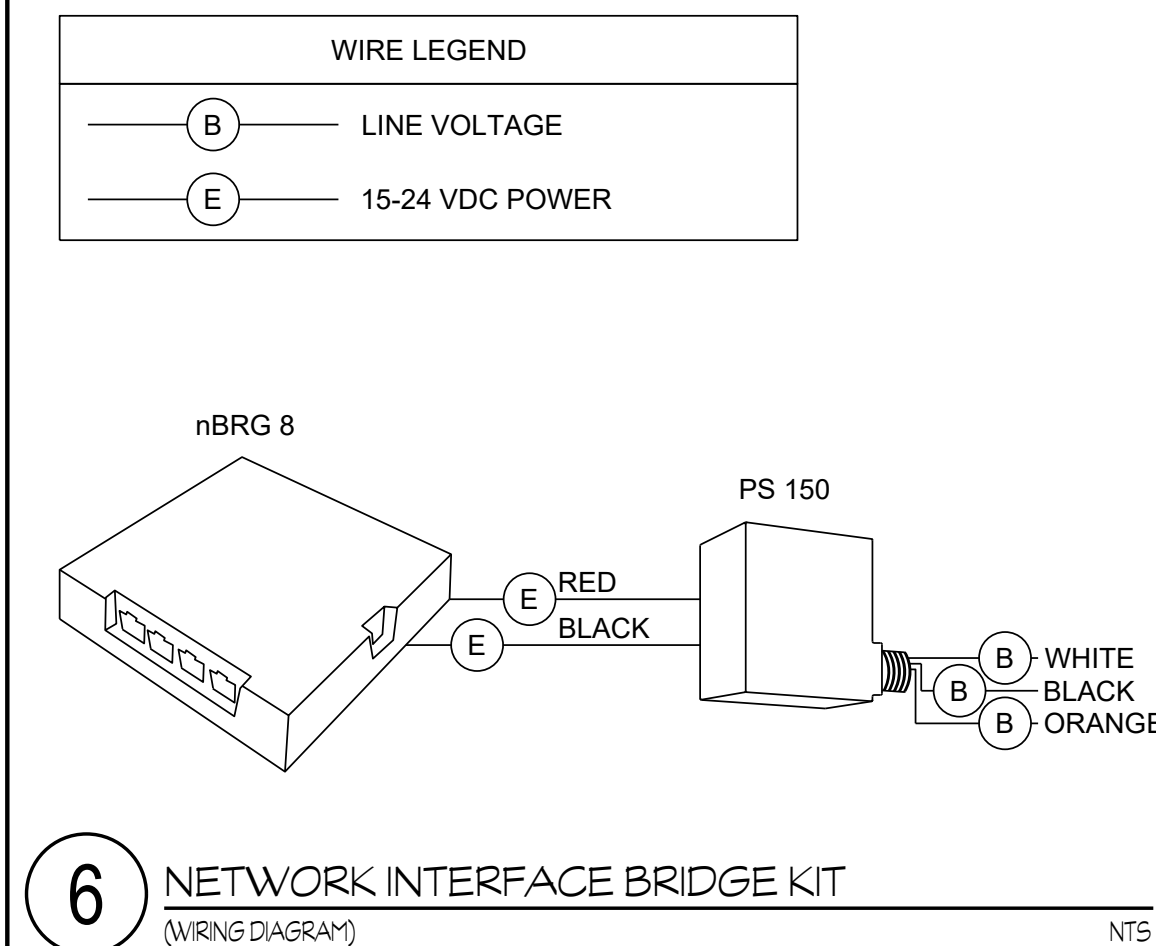 WIRE LEGEND
B LINE VOLTAGE
E 15-24 VDC POWER
nBRG 8
PS 150
E RED
E BLACK
B WHITE
B BLACK
B ORANGE
6 NETWORK INTERFACE BRIDGE KIT
(WIRING DIAGRAM) NTS